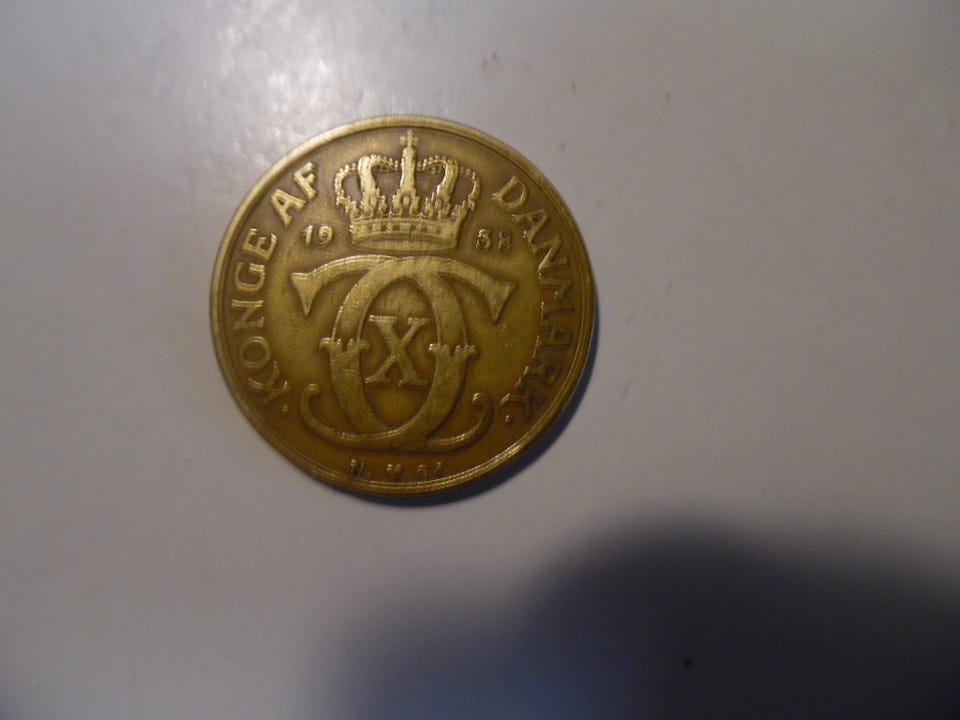 · KONGE AF DANMARK ·
19 38
X